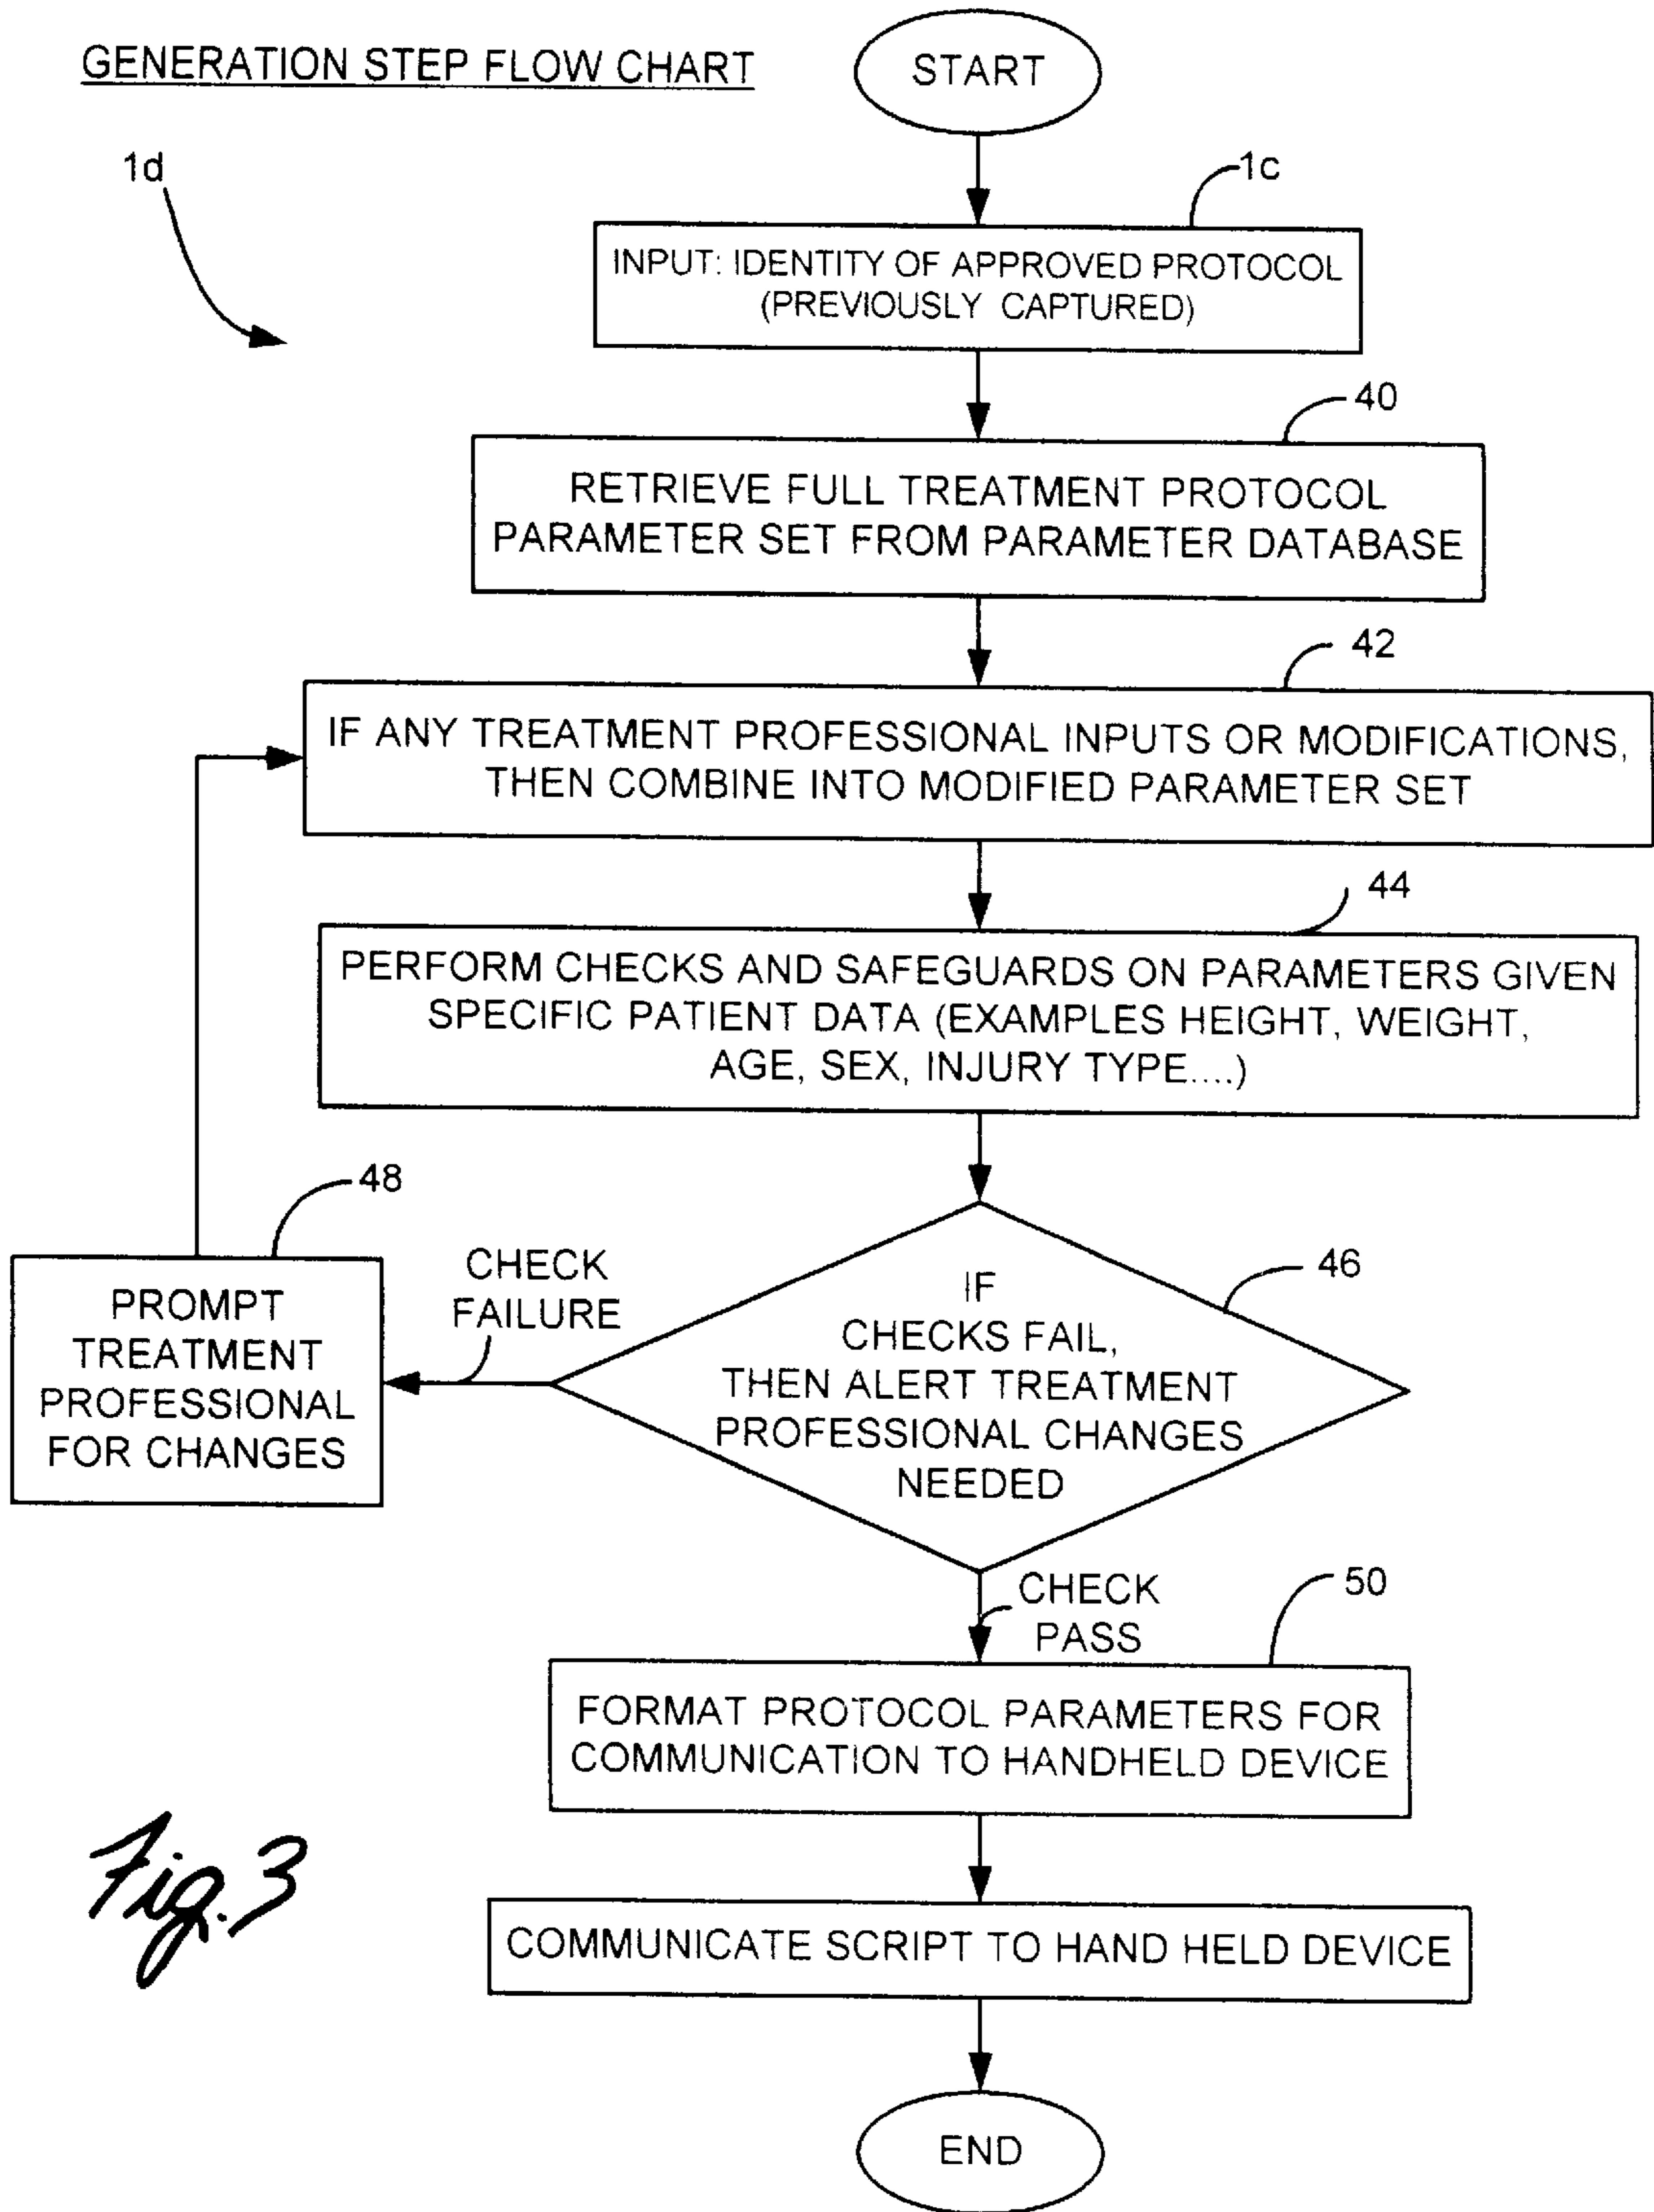 GENERATION STEP FLOW CHART
START
1d
1c
INPUT: IDENTITY OF APPROVED PROTOCOL
(PREVIOUSLY CAPTURED)
40
RETRIEVE FULL TREATMENT PROTOCOL
PARAMETER SET FROM PARAMETER DATABASE
42
IF ANY TREATMENT PROFESSIONAL INPUTS OR MODIFICATIONS,
THEN COMBINE INTO MODIFIED PARAMETER SET
44
PERFORM CHECKS AND SAFEGUARDS ON PARAMETERS GIVEN
SPECIFIC PATIENT DATA (EXAMPLES HEIGHT, WEIGHT,
AGE, SEX, INJURY TYPE....)
48
PROMPT
TREATMENT
PROFESSIONAL
FOR CHANGES
CHECK
FAILURE
46
IF
CHECKS FAIL,
THEN ALERT TREATMENT
PROFESSIONAL CHANGES
NEEDED
CHECK
PASS
50
FORMAT PROTOCOL PARAMETERS FOR
COMMUNICATION TO HANDHELD DEVICE
Fig. 3
COMMUNICATE SCRIPT TO HAND HELD DEVICE
END